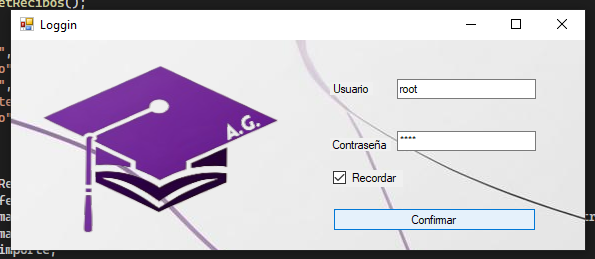 etRecibos();
Loggin
Usuario
root
A.G.
Contraseña
****
Recordar
Confirmar
importe,